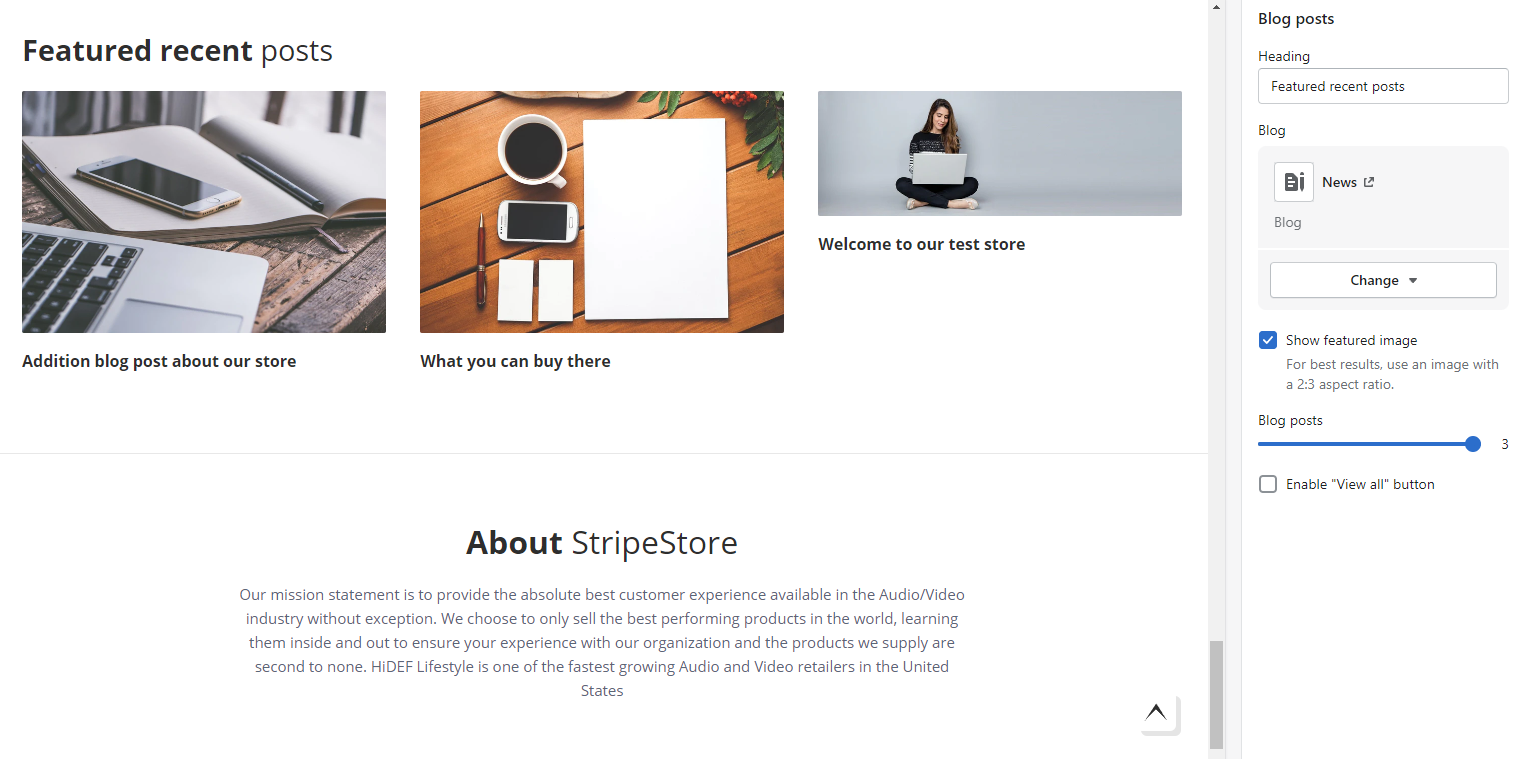 Featured recent posts
Addition blog post about our store
What you can buy there
Welcome to our test store
About StripeStore
Our mission statement is to provide the absolute best customer experience available in the Audio/Video
industry without exception. We choose to only sell the best performing products in the world, learning
them inside and out to ensure your experience with our organization and the products we supply are
second to none. HiDEF Lifestyle is one of the fastest growing Audio and Video retailers in the United
States
Blog posts
Heading
Featured recent posts
Blog
News
Blog
Change
Show featured image
For best results, use an image with
a 2:3 aspect ratio.
Blog posts
3
Enable "View all" button